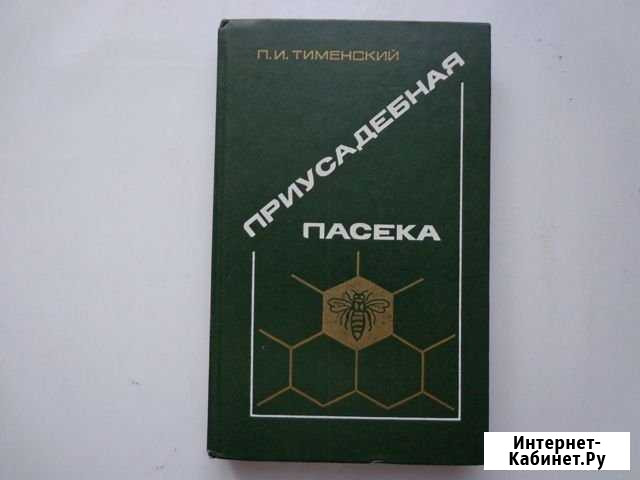 П.И. ТИМЕНСКИЙ
ПРИУСАДЕБНАЯ
ПАСЕКА
Интернет-
Кабинет.Ру